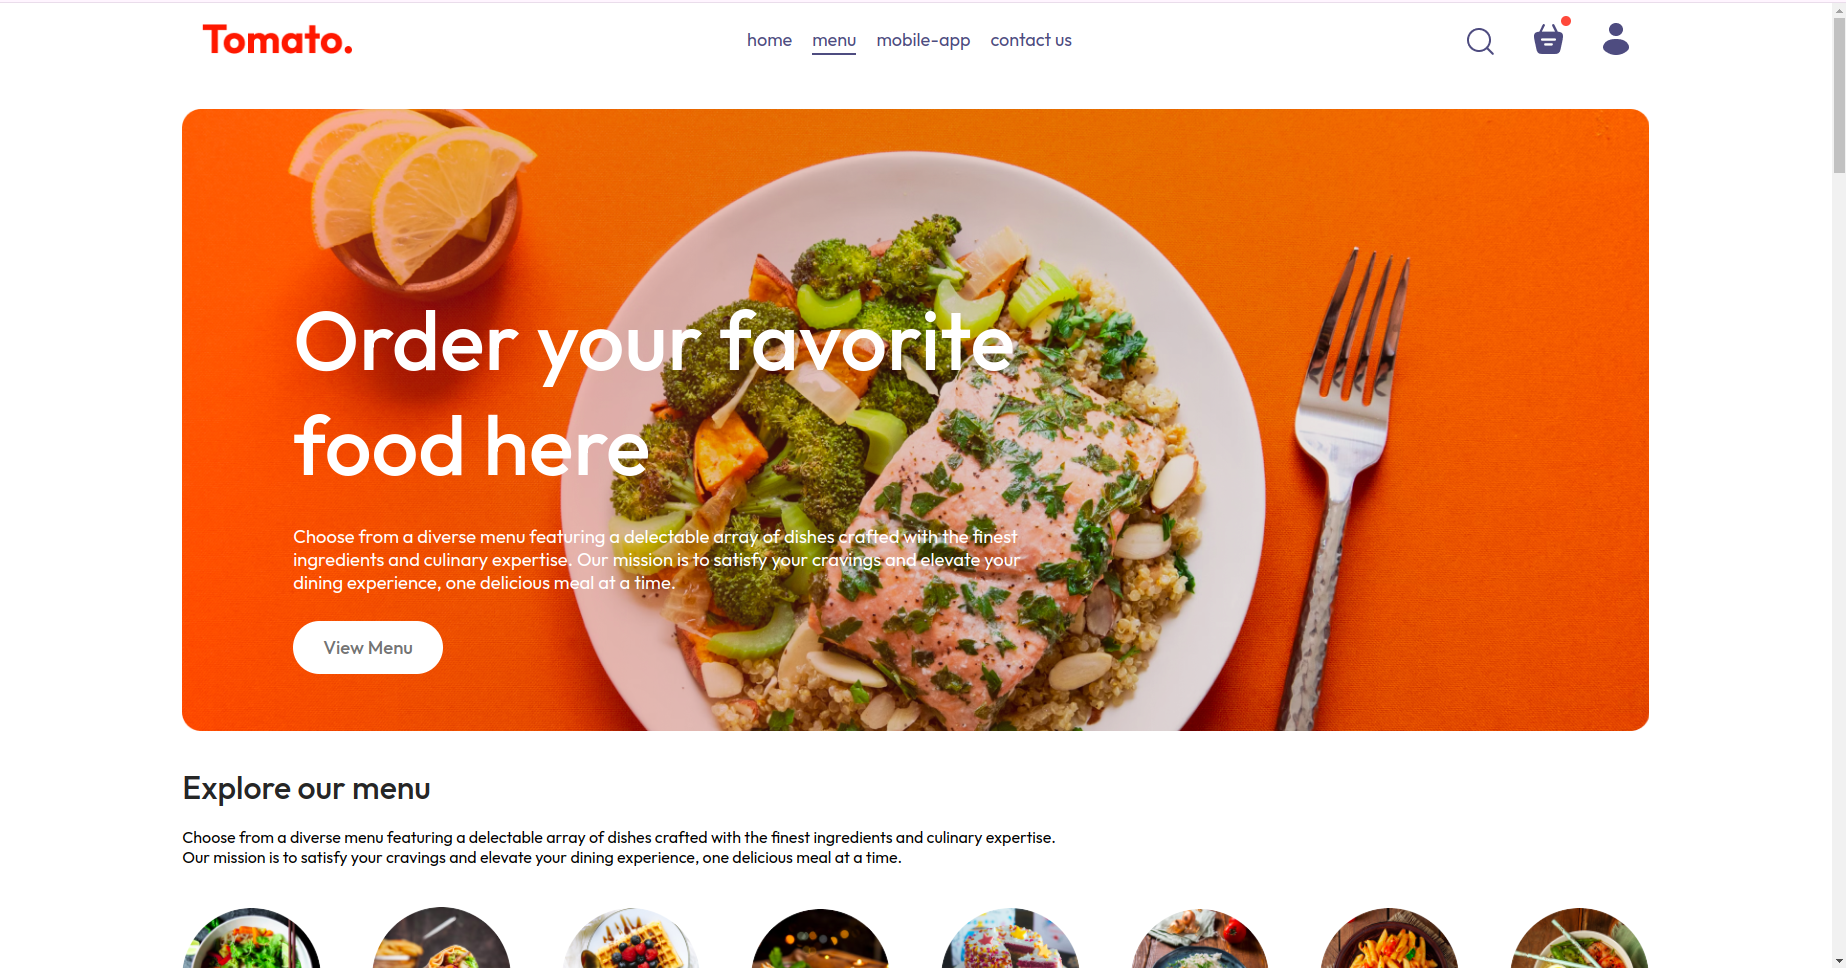 Tomato.
home menu mobile-app contact us
Order your favorite
food here
Choose from a diverse menu featuring a delectable array of dishes crafted with the finest
ingredients and culinary expertise. Our mission is to satisfy your cravings and elevate your
dining experience, one delicious meal at a time.
View Menu
Explore our menu
Choose from a diverse menu featuring a delectable array of dishes crafted with the finest ingredients and culinary expertise.
Our mission is to satisfy your cravings and elevate your dining experience, one delicious meal at a time.